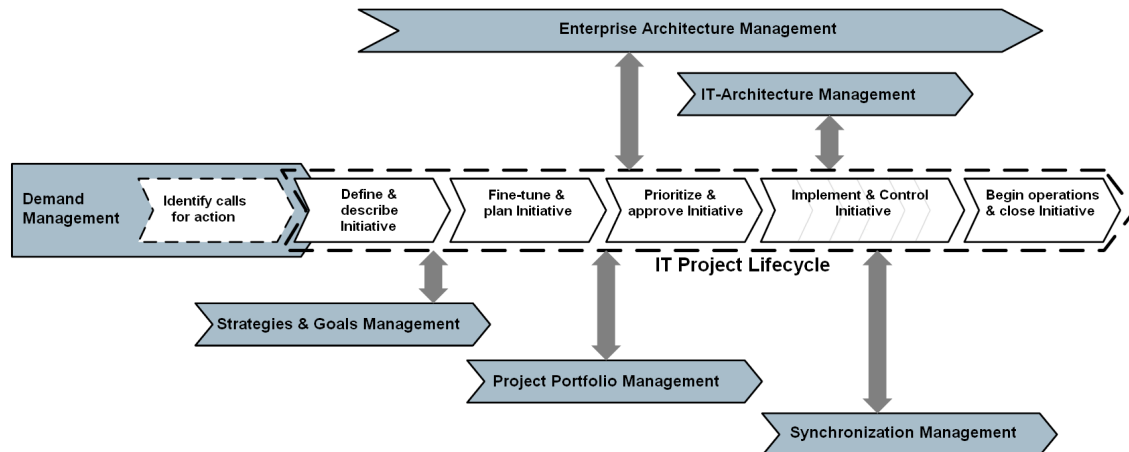 Enterprise Architecture Management
IT-Architecture Management
Demand
Management
Identify calls
for action
Define &
describe
Initiative
Fine-tune &
plan Initiative
Prioritize &
approve Initiative
Implement & Control
Initiative
Begin operations
& close Initiative
IT Project Lifecycle
Strategies & Goals Management
Project Portfolio Management
Synchronization Management